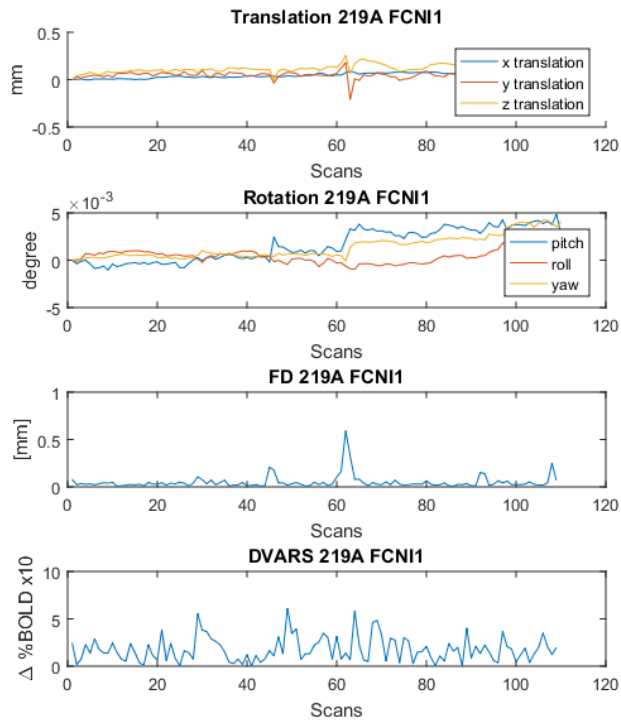 Translation 219A FCNI1
0.5
0
-0.5
mm
x translation
y translation
z translation
0 20 40 60 80 100 120
Scans
Rotation 219A FCNI1
×10^-3
5
0
-5
degree
pitch
roll
yaw
0 20 40 60 80 100 120
Scans
FD 219A FCNI1
1
0.5
0
[mm]
0 20 40 60 80 100 120
Scans
DVARS 219A FCNI1
10
5
0
Δ %BOLD x10
0 20 40 60 80 100 120
Scans